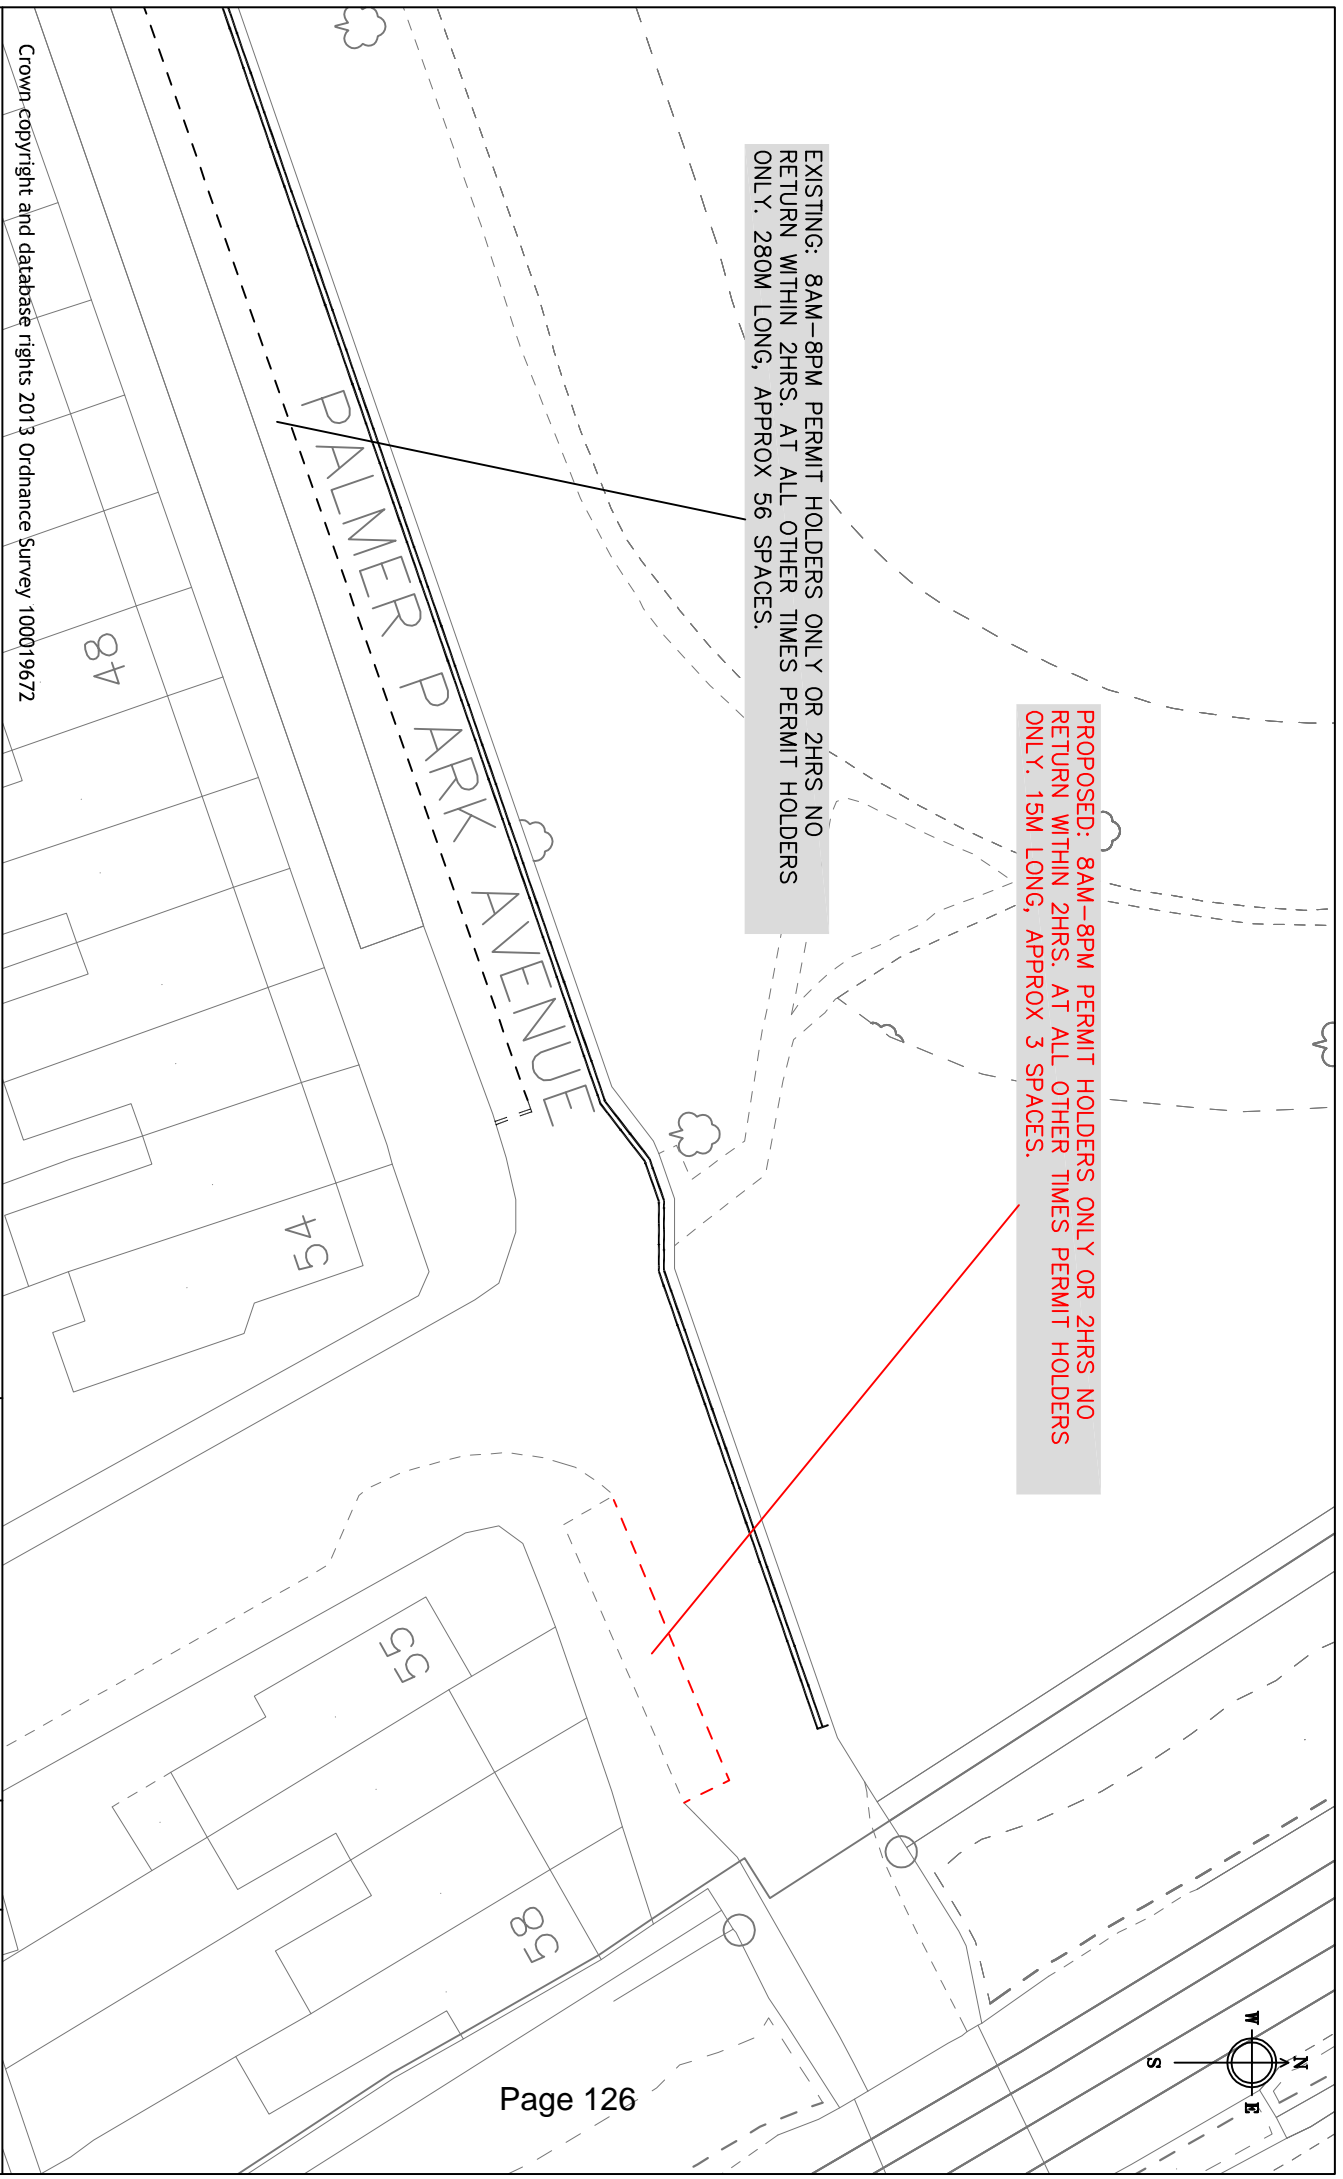 EXISTING: 8AM-8PM PERMIT HOLDERS ONLY OR 2HRS NO
RETURN WITHIN 2HRS. AT ALL OTHER TIMES PERMIT HOLDERS
ONLY. 280M LONG, APPROX 56 SPACES.
PROPOSED: 8AM-8PM PERMIT HOLDERS ONLY OR 2HRS NO
RETURN WITHIN 2HRS. AT ALL OTHER TIMES PERMIT HOLDERS
ONLY. 15M LONG, APPROX 3 SPACES.
PALMER PARK AVENUE
48
54
55
58
N
W
E
S
Crown copyright and database rights 2013 Ordnance Survey 100019672
Page 126